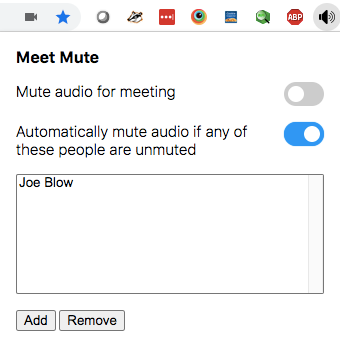 ABP
Meet Mute
Mute audio for meeting
Automatically mute audio if any of
these people are unmuted
Joe Blow
Add Remove